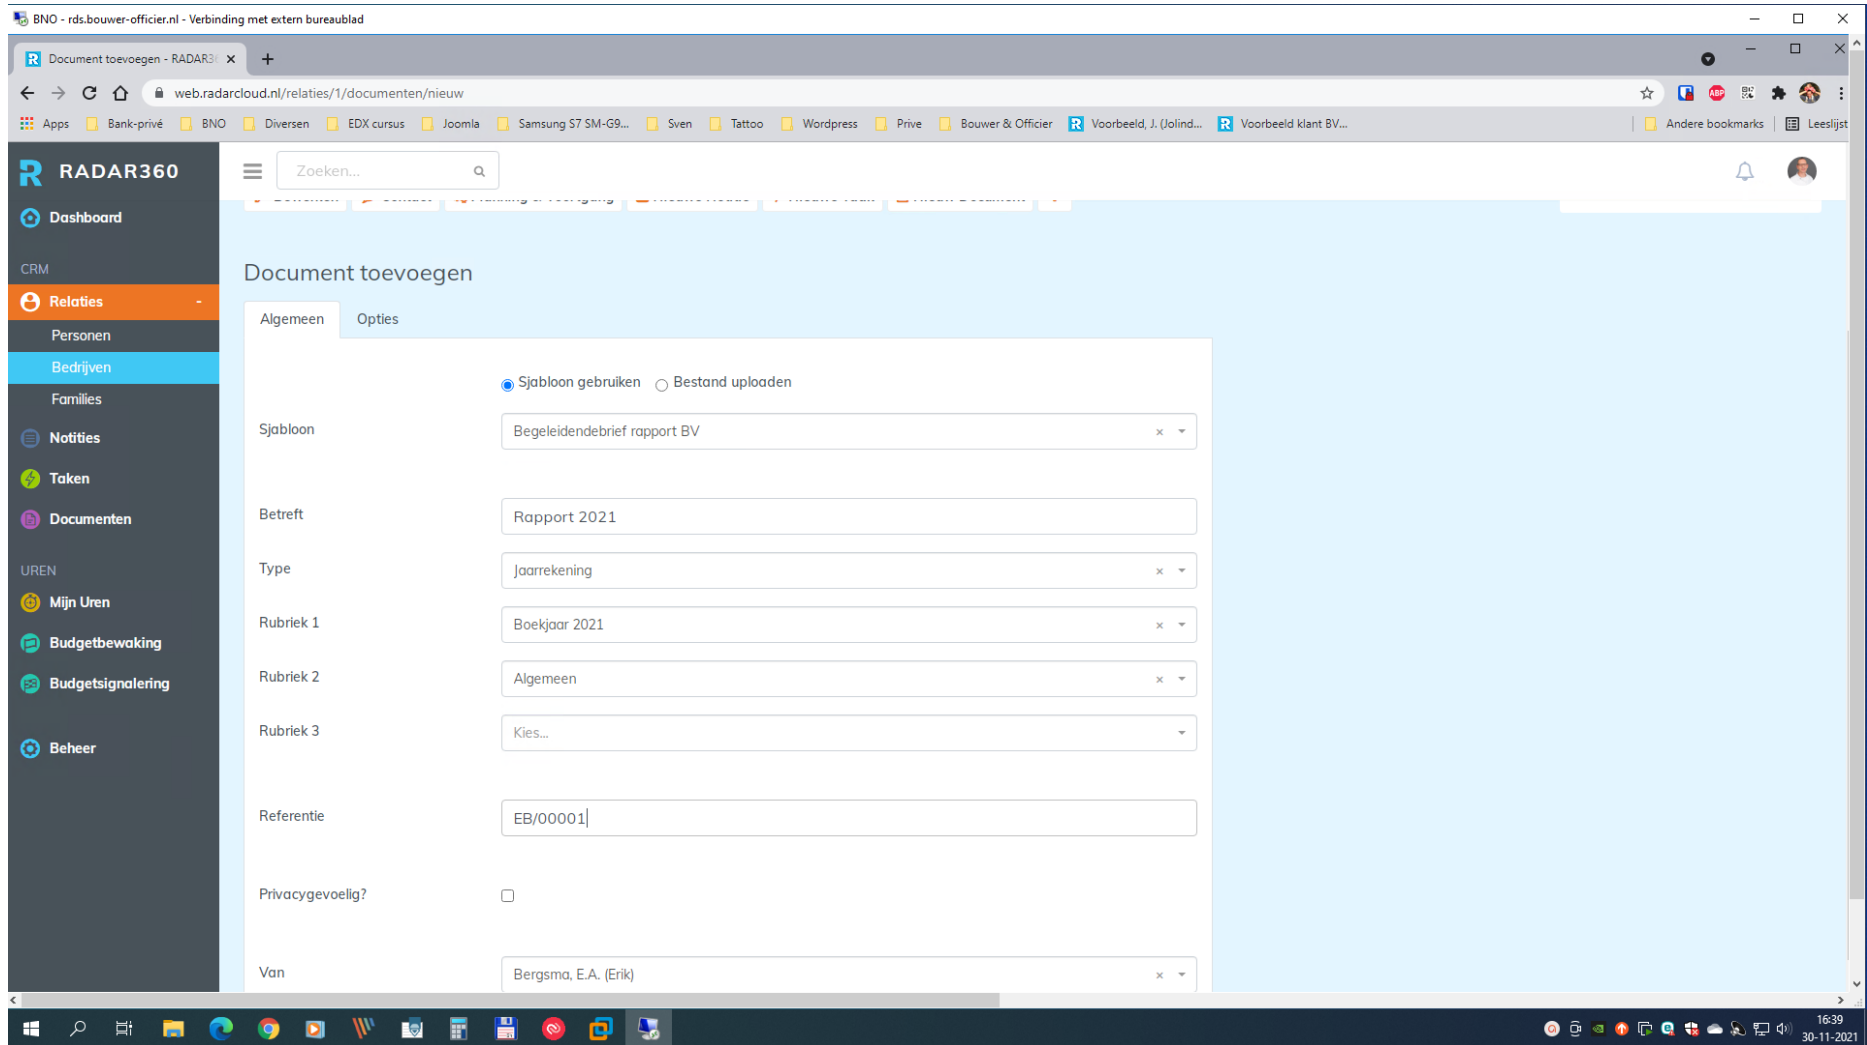 BNO - rds.bouwer-officier.nl - Verbinding met extern bureaublad
Document toevoegen - RADAR3
web.radarcloud.nl/relaties/1/documenten/nieuw
Apps Bank-privé BNO Diversen EDX cursus Joomla Samsung S7 SM-G9... Sven Tattoo Wordpress Prive Bouwer & Officier Voorbeeld, J. (Jolind... Voorbeeld klant BV... Andere bookmarks Leeslijst
RADAR360
Zoeken...
Dashboard
CRM
Relaties -
Personen
Bedrijven
Families
Notities
Taken
Documenten
UREN
Mijn Uren
Budgetbewaking
Budgetsignalering
Beheer
Document toevoegen
Algemeen Opties
Sjabloon gebruiken Bestand uploaden
Sjabloon Begeleidendebrief rapport BV
Betreft Rapport 2021
Type Jaarrekening
Rubriek 1 Boekjaar 2021
Rubriek 2 Algemeen
Rubriek 3 Kies...
Referentie EB/00001
Privacygevoelig?
Van Bergsma, E.A. (Erik)
16:39
30-11-2021